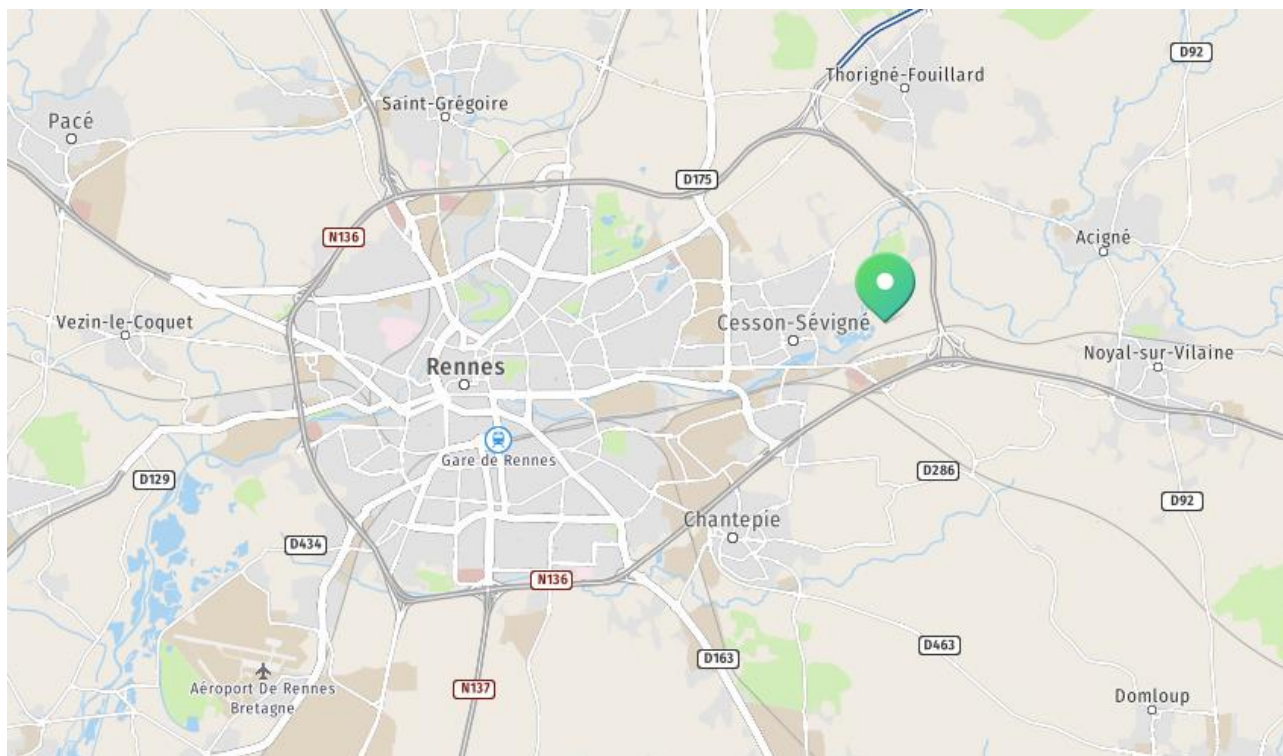 D92
Thorigné-Fouillard
Saint-Grégoire
Pacé
D175
N136
Acigné
Vezin-le-Coquet
Cesson-Sévigné
Noyal-sur-Vilaine
Rennes
Gare de Rennes
D129
D286
D92
Chantepie
D434
N136
D463
D163
N137
Aéroport De Rennes
Bretagne
Domloup